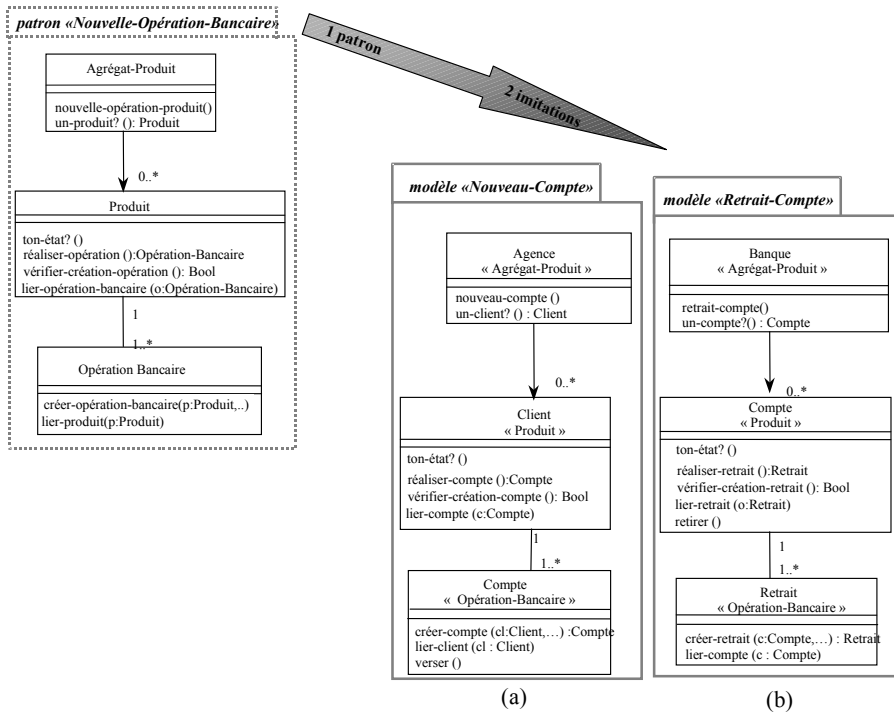 patron «Nouvelle-Opération-Bancaire»
Agrégat-Produit
nouvelle-opération-produit()
un-produit? (): Produit
0..*
Produit
ton-état? ()
réaliser-opération ():Opération-Bancaire
vérifier-création-opération (): Bool
lier-opération-bancaire (o:Opération-Bancaire)
1
1..*
Opération Bancaire
créer-opération-bancaire(p:Produit,..)
lier-produit(p:Produit)
1 patron
2 imitations
modèle «Nouveau-Compte»
Agence
« Agrégat-Produit »
nouveau-compte ()
un-client? () : Client
0..*
Client
« Produit »
ton-état? ()
réaliser-compte ():Compte
vérifier-création-compte (): Bool
lier-compte (c:Compte)
1
1..*
Compte
« Opération-Bancaire »
créer-compte (cl:Client,…) :Compte
lier-client (cl : Client)
verser ()
(a)
modèle «Retrait-Compte»
Banque
« Agrégat-Produit »
retrait-compte()
un-compte?() : Compte
0..*
Compte
« Produit »
ton-état? ()
réaliser-retrait ():Retrait
vérifier-création-retrait (): Bool
lier-retrait (o:Retrait)
retirer ()
1
1..*
Retrait
« Opération-Bancaire »
créer-retrait (c:Compte,…) : Retrait
lier-compte (c : Compte)
(b)